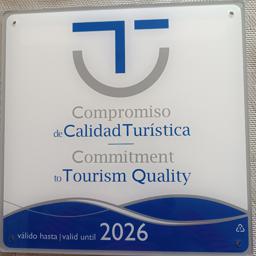 Compromiso
de Calidad Turística
Commitment
to Tourism Quality
válido hasta | valid until 2026